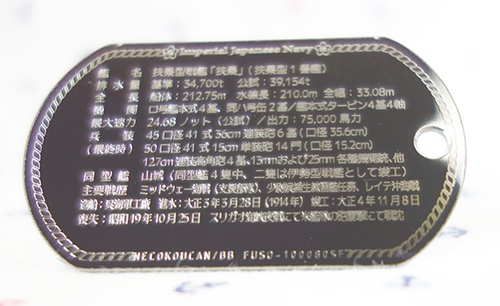 Imperial Japanese Navy
艦 名 扶桑型戦艦「扶桑」(扶桑型1番艦)
排水量 基準:34,700t 公試:39,154t
全 長 船体:212.75m 水線長:210.0m 全幅:33.08m
機 関 ロ号艦本式4基、同ハ号缶2基/艦本式タービン4基4軸
最大速力 24.68ノット(公試)/出力:75,000馬力
兵 装 45口径41式36cm連装砲6基(口径35.6cm)
(最終時) 50口径41式15cm単装砲14門(口径15.2cm)
127cm連装高角砲4基、13mmおよび25mm各種機銃、他
同型艦 山城(同型艦4隻中、二隻は伊勢型戦艦として竣工)
主要戦歴 ミッドウェー海戦(支援部隊)、レイテ沖海戦
造船:呉海軍工廠 進水:大正3年3月28日(1914年) 竣工:大正4年11月8日
喪失:昭和19年10月25日 スリガオ海峡
NECOKOUCAN/BB FUSO-100080SF